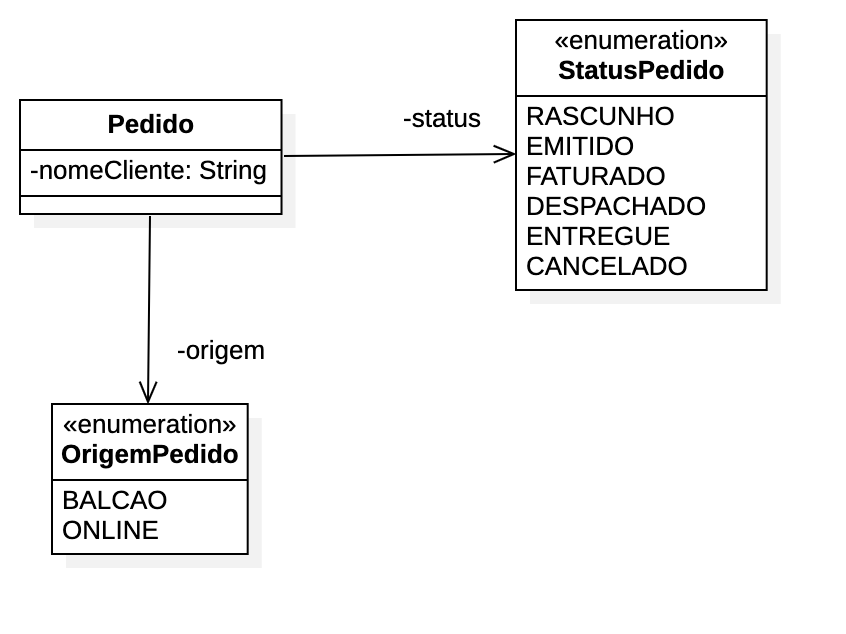 «enumeration»
StatusPedido
RASCUNHO
EMITIDO
FATURADO
DESPACHADO
ENTREGUE
CANCELADO
Pedido
-nomeCliente: String
-status
-origem
«enumeration»
OrigemPedido
BALCAO
ONLINE